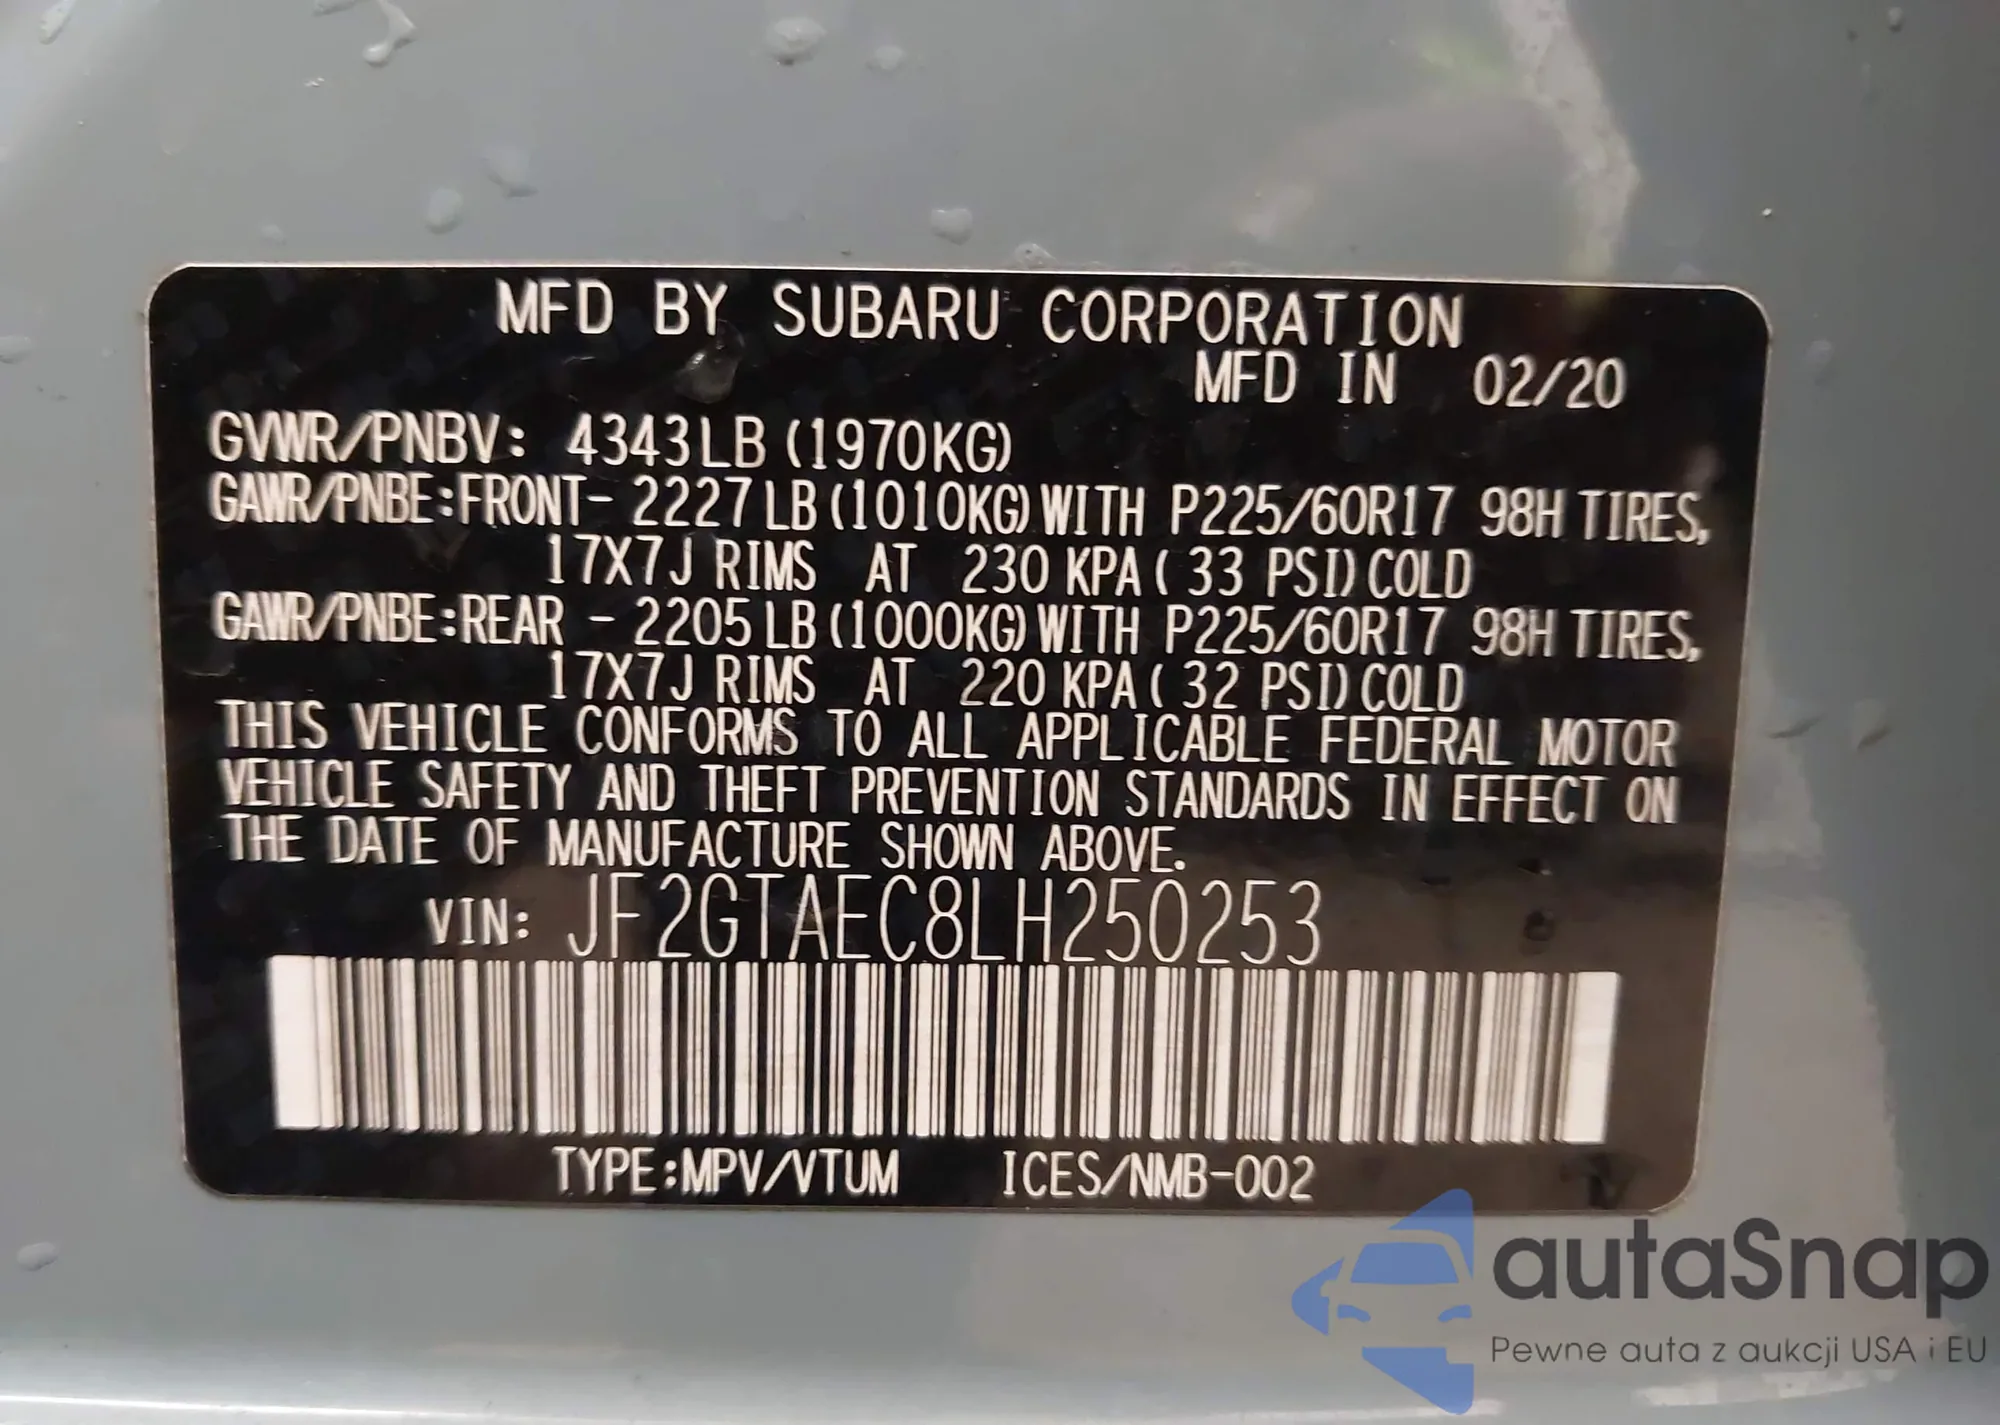 MFD BY SUBARU CORPORATION
MFD IN 02/20
GVWR/PNBV: 4343LB (1970KG)
GAWR/PNBE:FRONT- 2227LB (1010KG) WITH P225/60R17 98H TIRES,
17X7J RIMS AT 230 KPA ( 33 PSI) COLD
GAWR/PNBE:REAR - 2205LB (1000KG) WITH P225/60R17 98H TIRES,
17X7J RIMS AT 220 KPA ( 32 PSI) COLD
THIS VEHICLE CONFORMS TO ALL APPLICABLE FEDERAL MOTOR
VEHICLE SAFETY AND THEFT PREVENTION STANDARDS IN EFFECT ON
THE DATE OF MANUFACTURE SHOWN ABOVE.
VIN: JF2GTAEC8LH250253
TYPE:MPV/VTUM ICES/NMB-002
autaSnap
Pewne auta z aukcji USA i EU